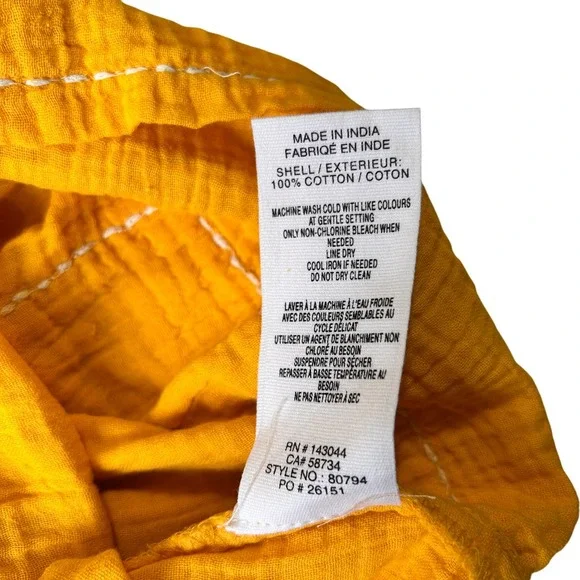 MADE IN INDIA
FABRIQÉ EN INDE
SHELL / EXTERIEUR:
100% COTTON / COTON
MACHINE WASH COLD WITH LIKE COLOURS
AT GENTLE SETTING
ONLY NON-CHLORINE BLEACH WHEN
NEEDED
LINE DRY
COOL IRON IF NEEDED
DO NOT DRY CLEAN
LAVER À LA MACHINE À L'EAU FROIDE
AVEC DES COULEURS SEMBLABLES AU
CYCLE DÉLICAT
UTILISER UN AGENT DE BLANCHIMENT NON
CHLORÉ AU BESOIN
SUSPENDRE POUR SÉCHER
REPASSER À BASSE TEMPÉRATURE AU
BESOIN
NE PAS NETTOYER À SEC
RN # 143044
CA# 58734
STYLE NO.: 80794
PO # 26151